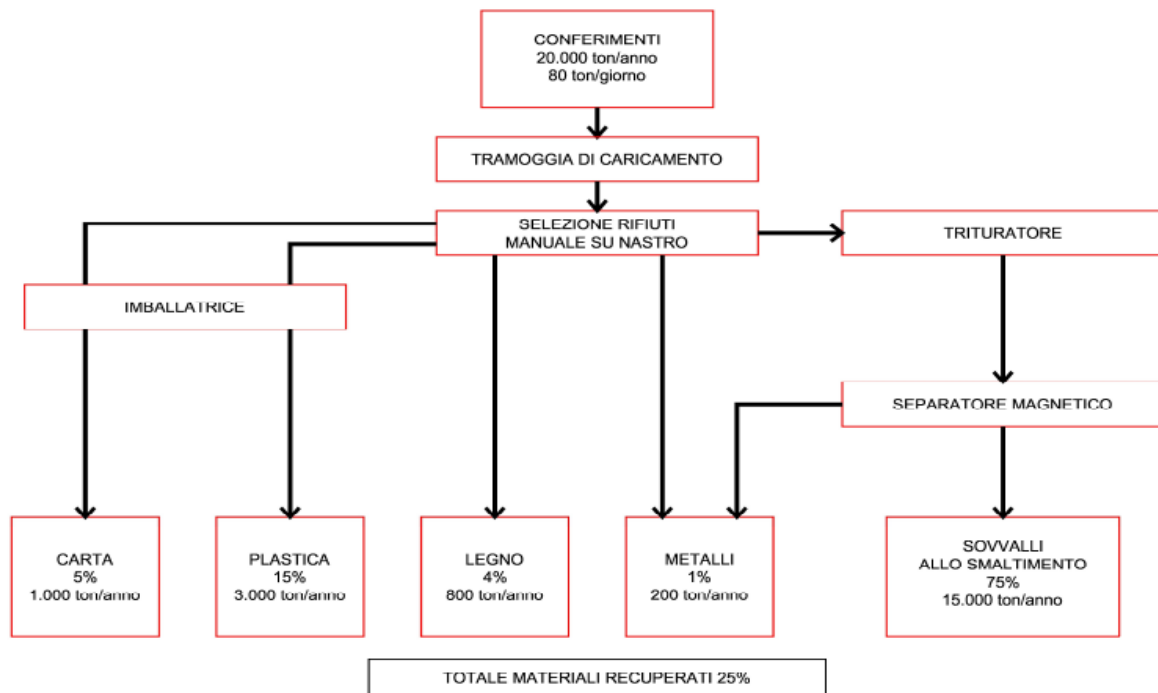 CONFERIMENTI
20.000 ton/anno
80 ton/giorno
TRAMOGGIA DI CARICAMENTO
SELEZIONE RIFIUTI
MANUALE SU NASTRO
TRITURATORE
IMBALLATRICE
SEPARATORE MAGNETICO
CARTA
5%
1.000 ton/anno
PLASTICA
15%
3.000 ton/anno
LEGNO
4%
800 ton/anno
METALLI
1%
200 ton/anno
SOVVALLI
ALLO SMALTIMENTO
75%
15.000 ton/anno
TOTALE MATERIALI RECUPERATI 25%